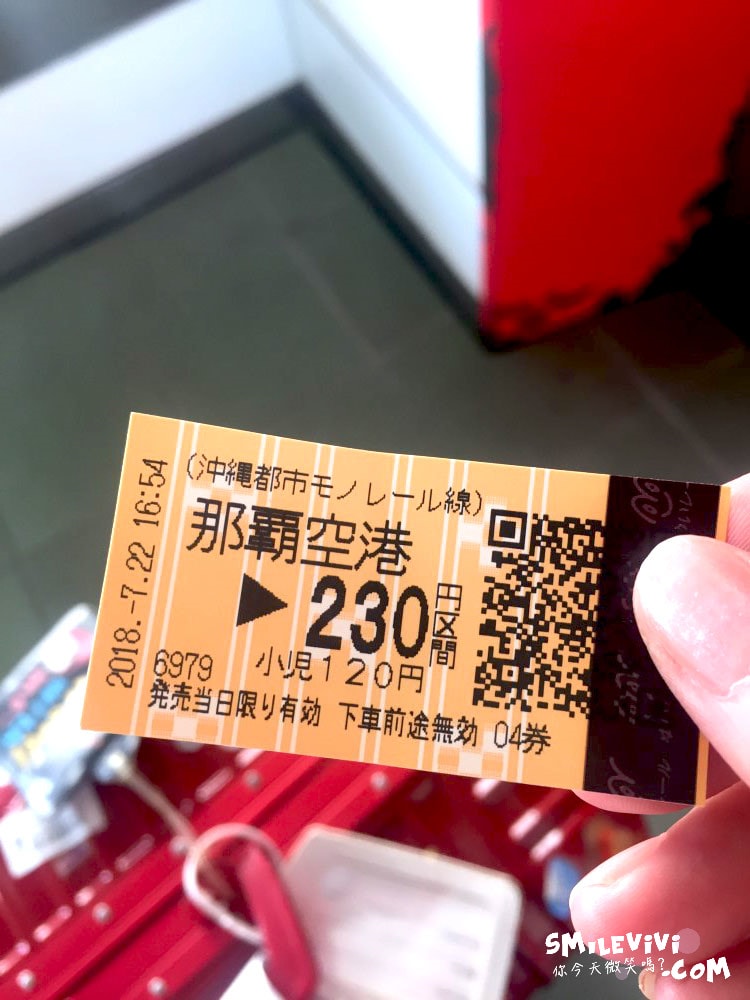 (沖縄都市モノレール線)
那覇空港
▶230円区間
6979 小児120円
発売当日限り有効 下車前途無効 04券
2018.-7.22 16:54
SMiLEViVi
你今天微笑嗎?.COM